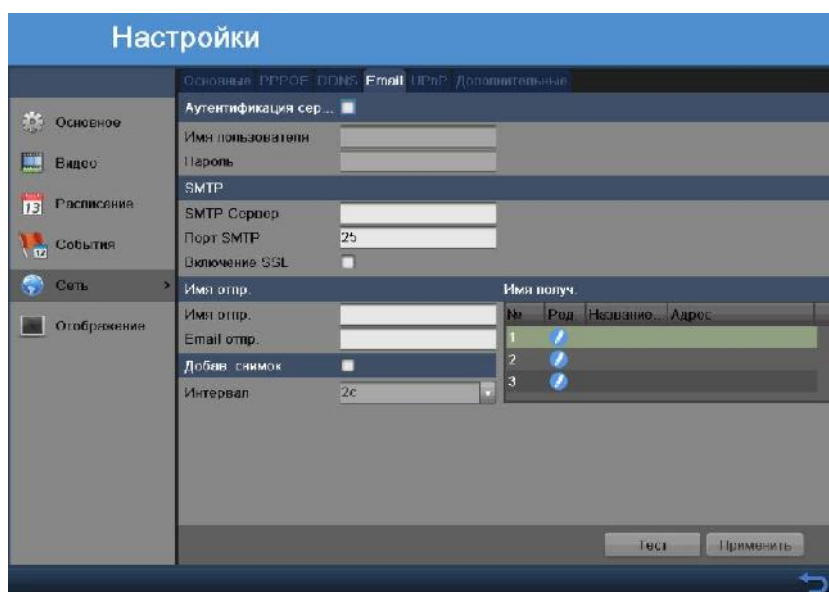 Настройки
Основные PPPOE DDNS Email UPnP Дополнительные
Аутентификация сер...
Основное
Имя пользователя
Видео
Пароль
SMTP
13
Расписание
SMTP Сервер
12
События
Порт SMTP 25
Включение SSL
Сеть >
Имя отпр. Имя получ.
Имя отпр.
№ Ред. Название... Адрес
Отображение
Email отпр.
1
Добав. снимок
2
Интервал 2с
3
Тест Применить